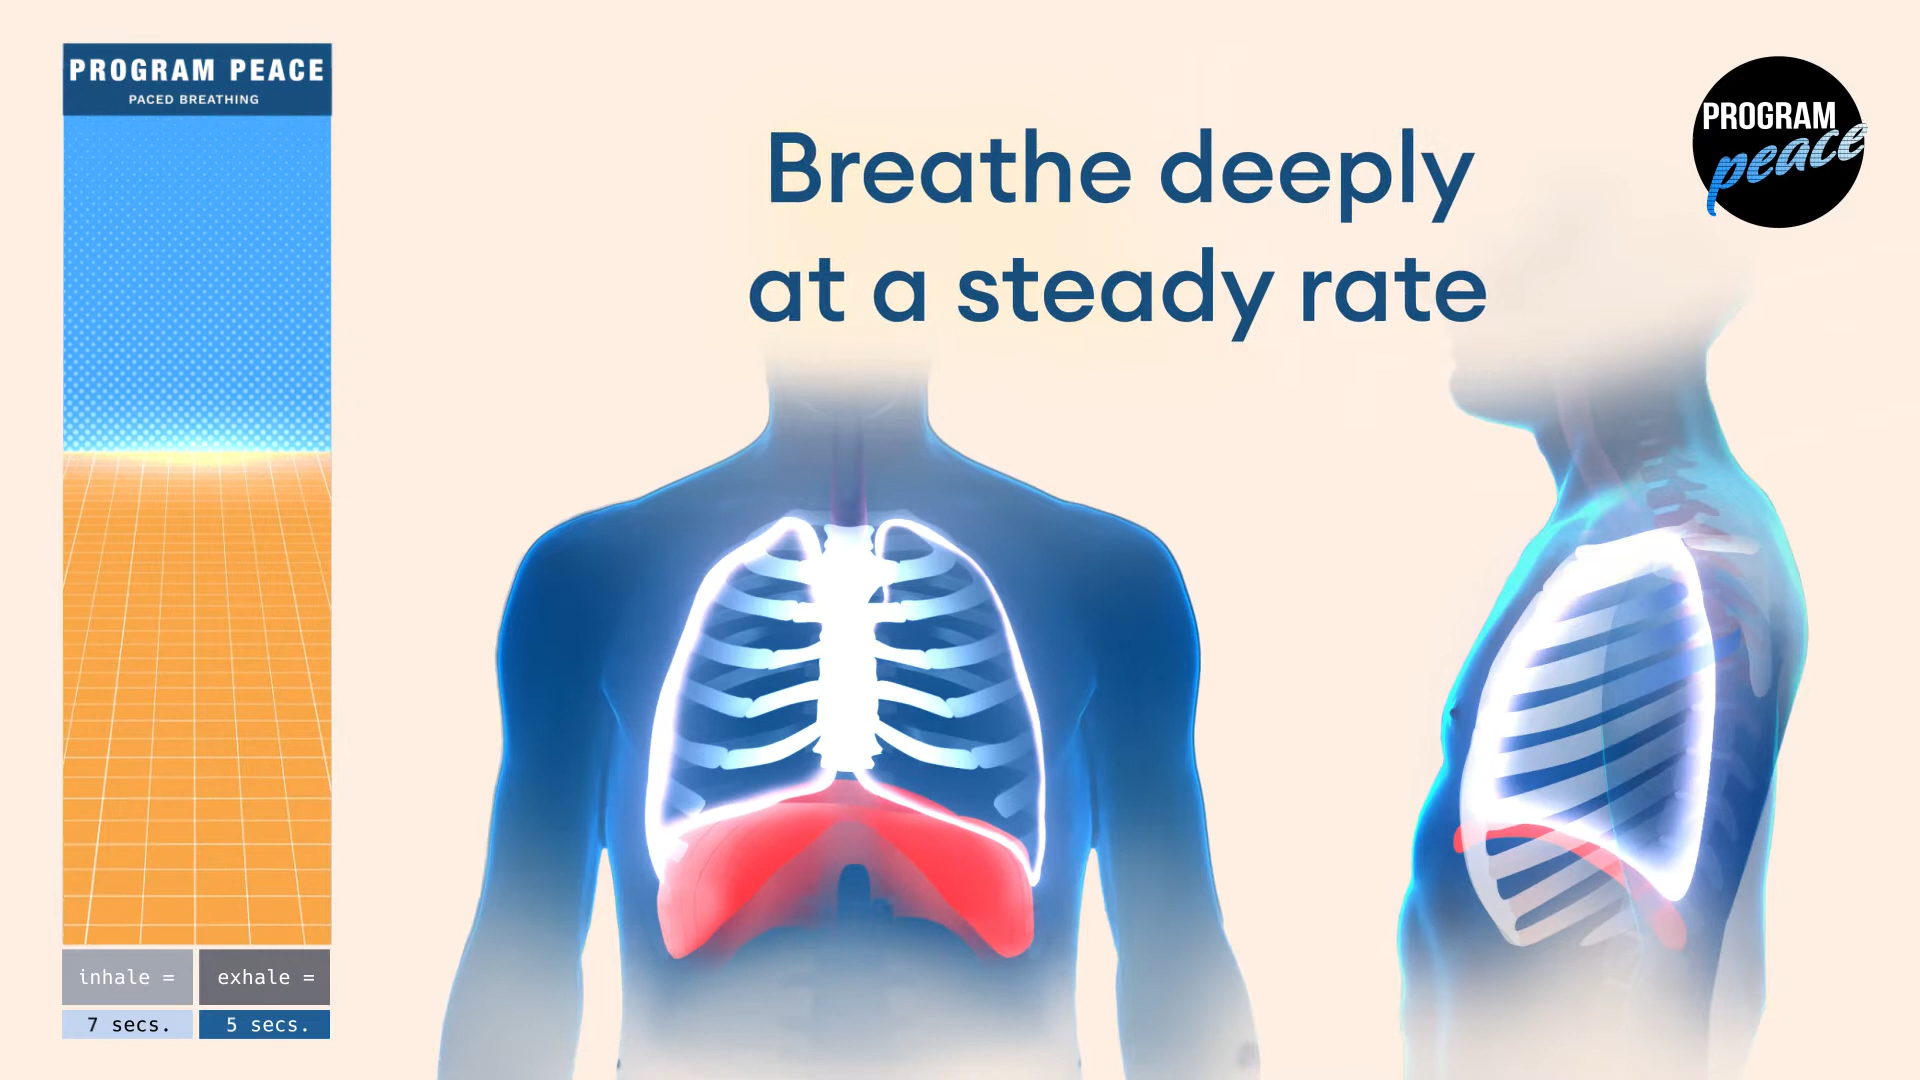 PROGRAM PEACE
PACED BREATHING
Breathe deeply
at a steady rate
PROGRAM
peace
inhale =
exhale =
7 secs.
5 secs.